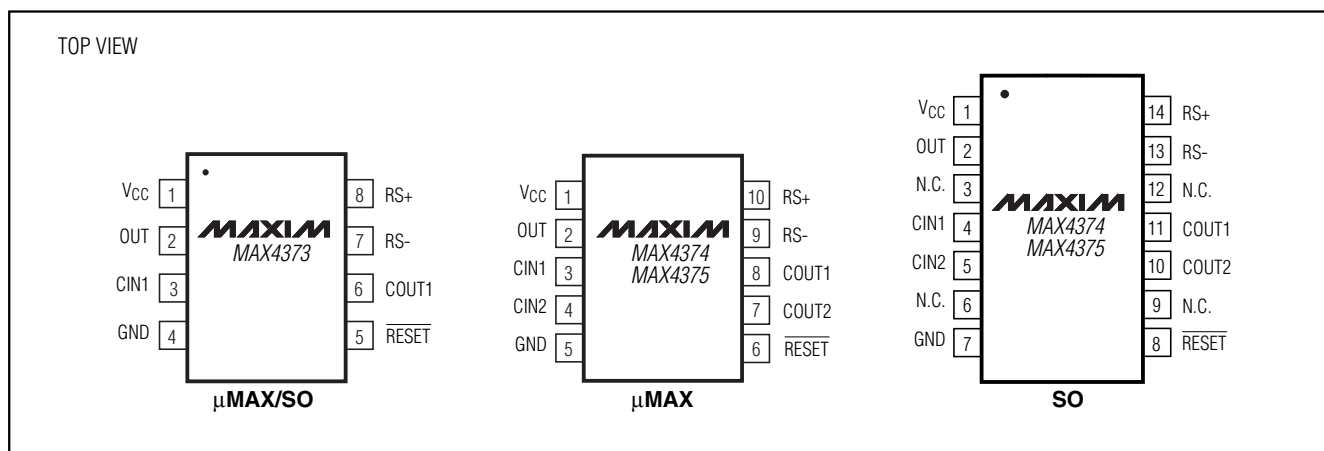 TOP VIEW
VCC 1
OUT 2
CIN1 3
GND 4
8 RS+
7 RS-
6 COUT1
5 RESET
MAXIM
MAX4373
μMAX/SO
VCC 1
OUT 2
CIN1 3
CIN2 4
GND 5
10 RS+
9 RS-
8 COUT1
7 COUT2
6 RESET
MAXIM
MAX4374
MAX4375
μMAX
VCC 1
OUT 2
N.C. 3
CIN1 4
CIN2 5
N.C. 6
GND 7
14 RS+
13 RS-
12 N.C.
11 COUT1
10 COUT2
9 N.C.
8 RESET
MAXIM
MAX4374
MAX4375
SO